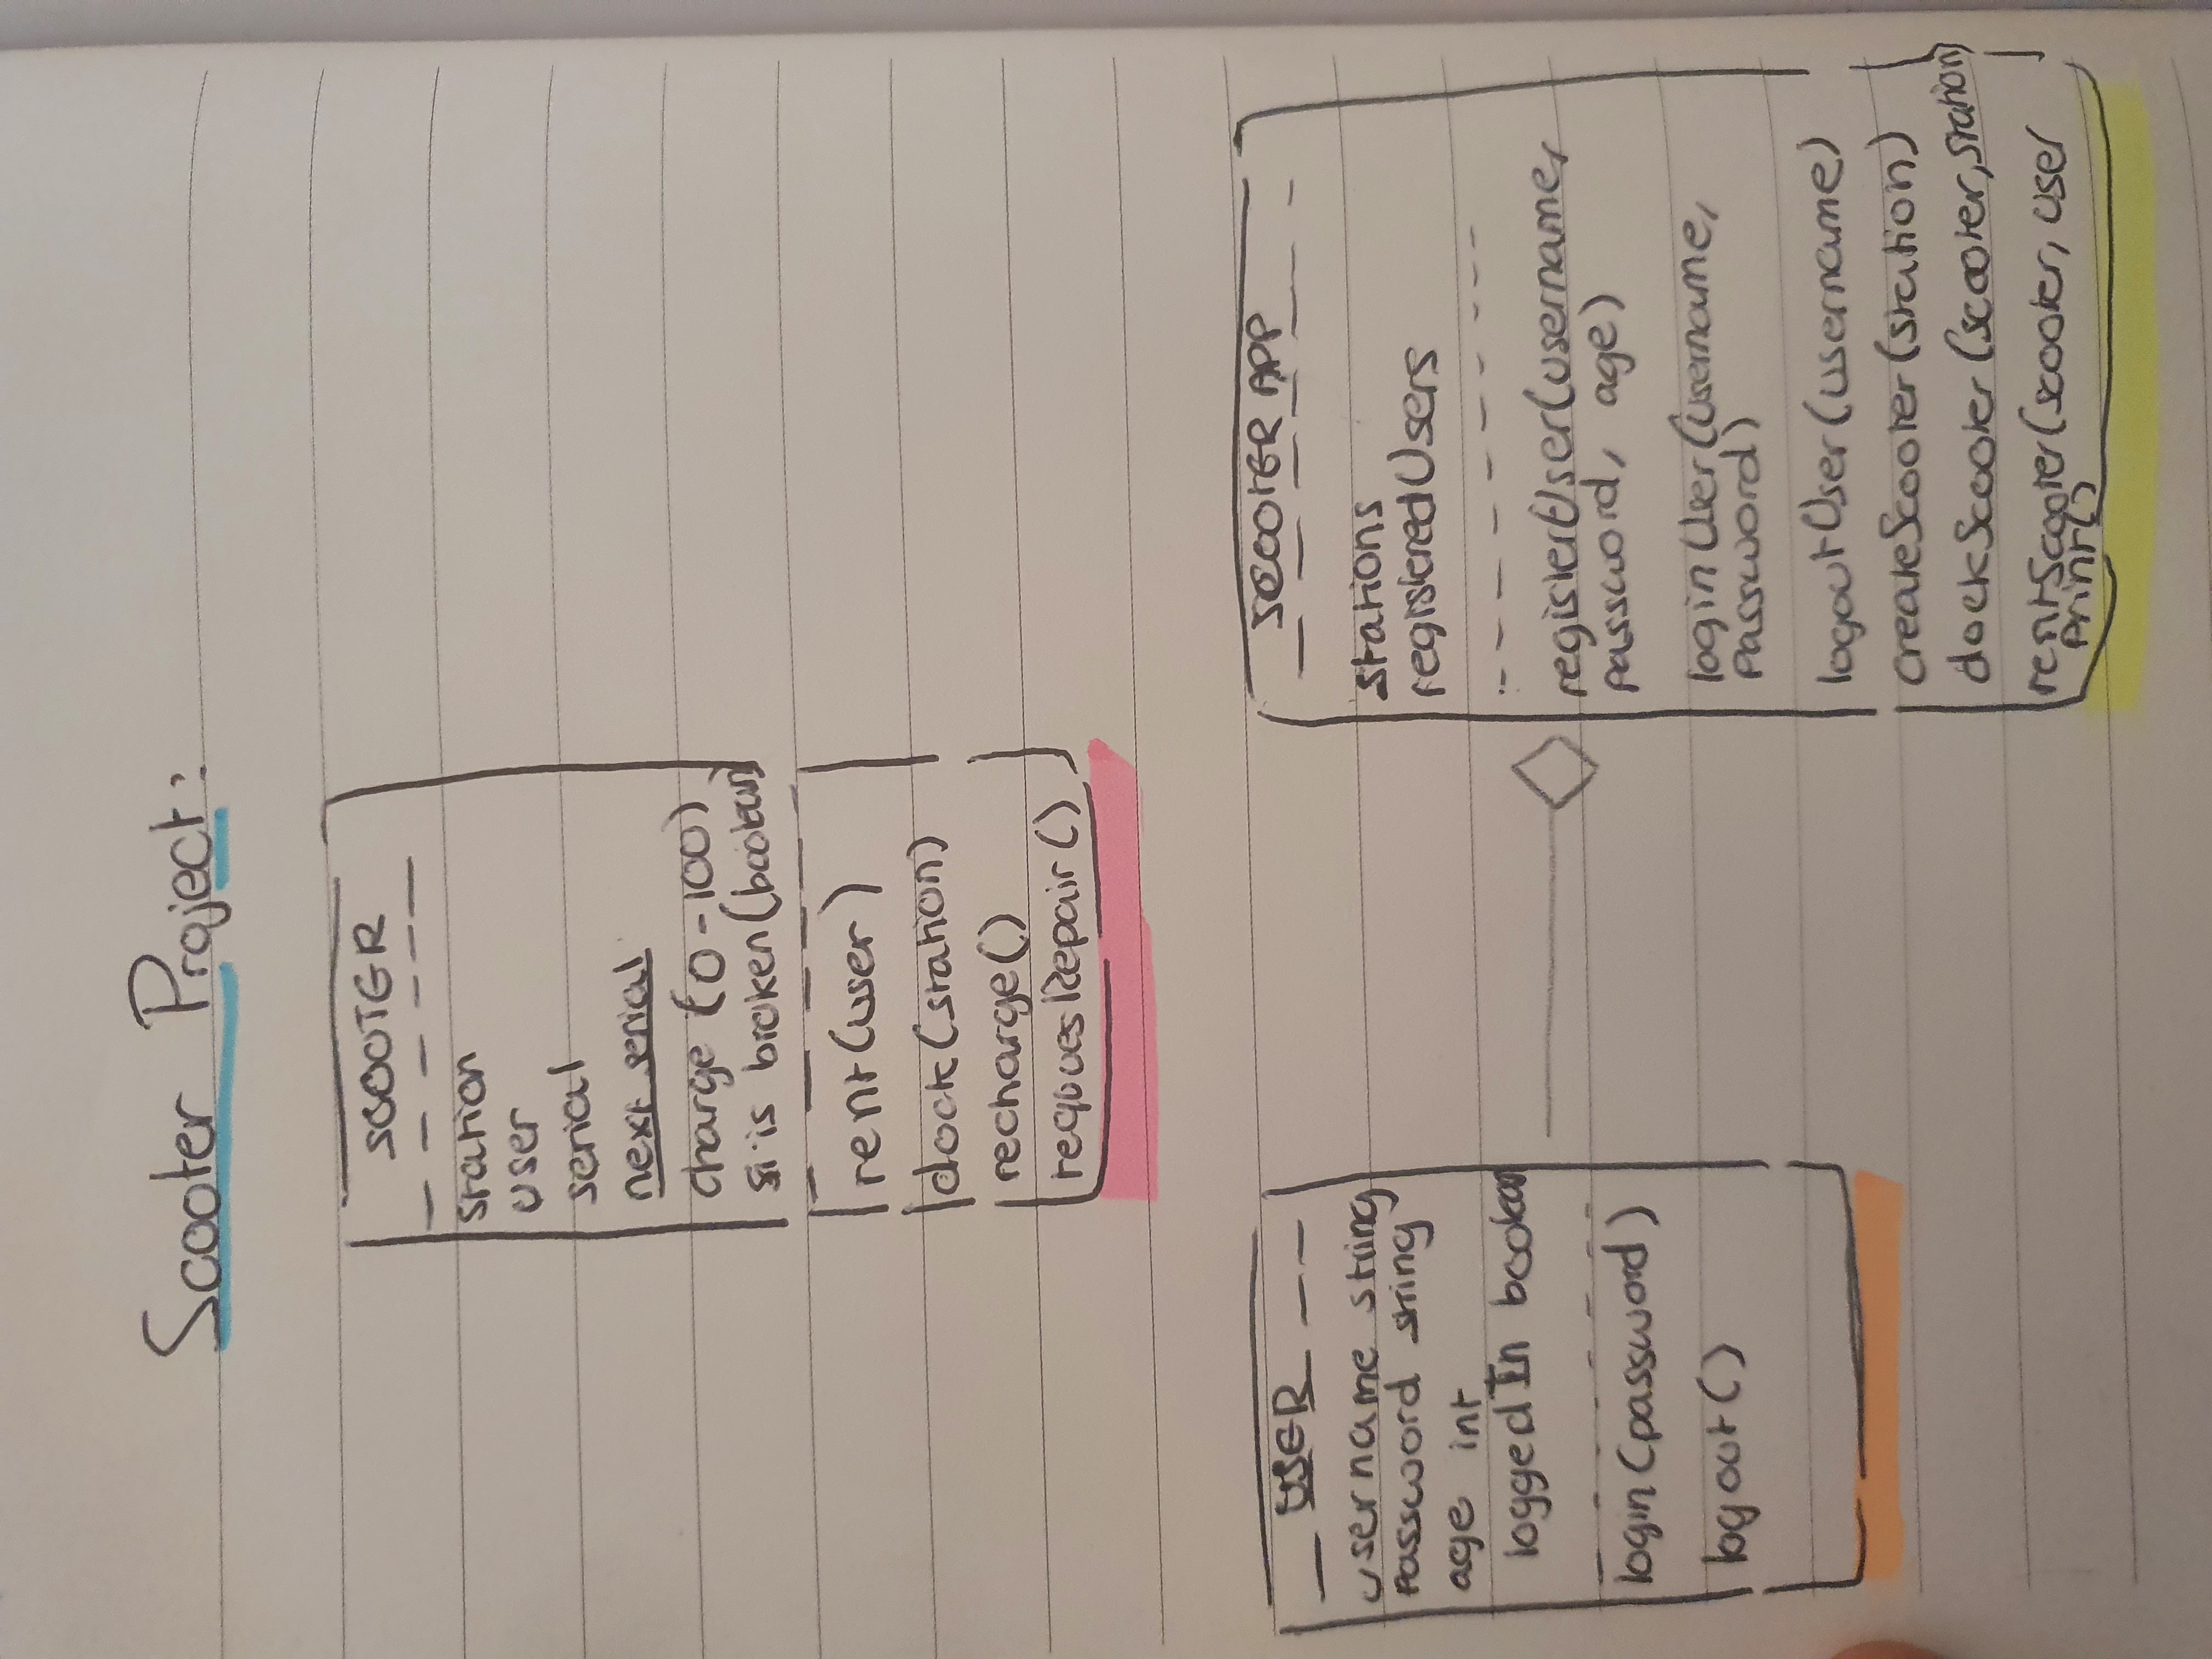 Scooter Project:
SCOOTER
station
user
serial
next serial
charge (0-100)
is broken (boolean)
rent(user)
dock(station)
recharge()
requuesRepair()
USER
username string
password string
age int
loggedIn boolean
login(password)
logout()
SCOOTER APP
stations
registeredUsers
registerUser(username,
password, age)
loginUser(username,
password)
logoutUser(username)
createScooter(station)
dockScooter(scooter, station)
rentScooter(scooter, user
print()